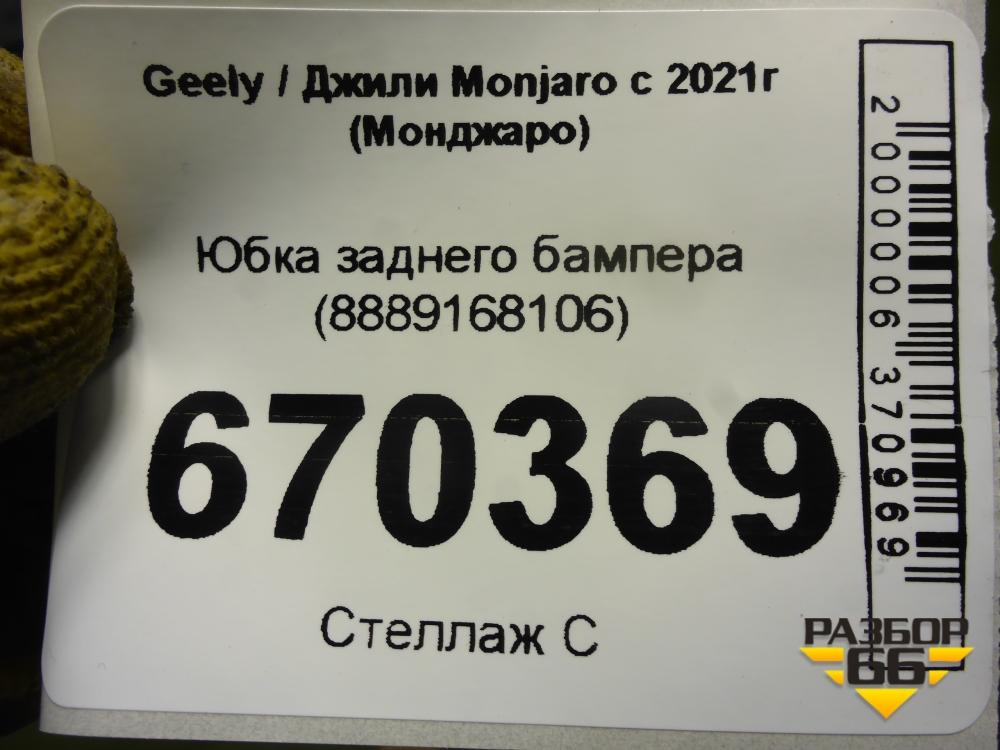 Geely / Джили Monjaro с 2021г
(Монджаро)
Юбка заднего бампера
(8889168106)
670369
Стеллаж С
2000006370969
РАЗБОР
66